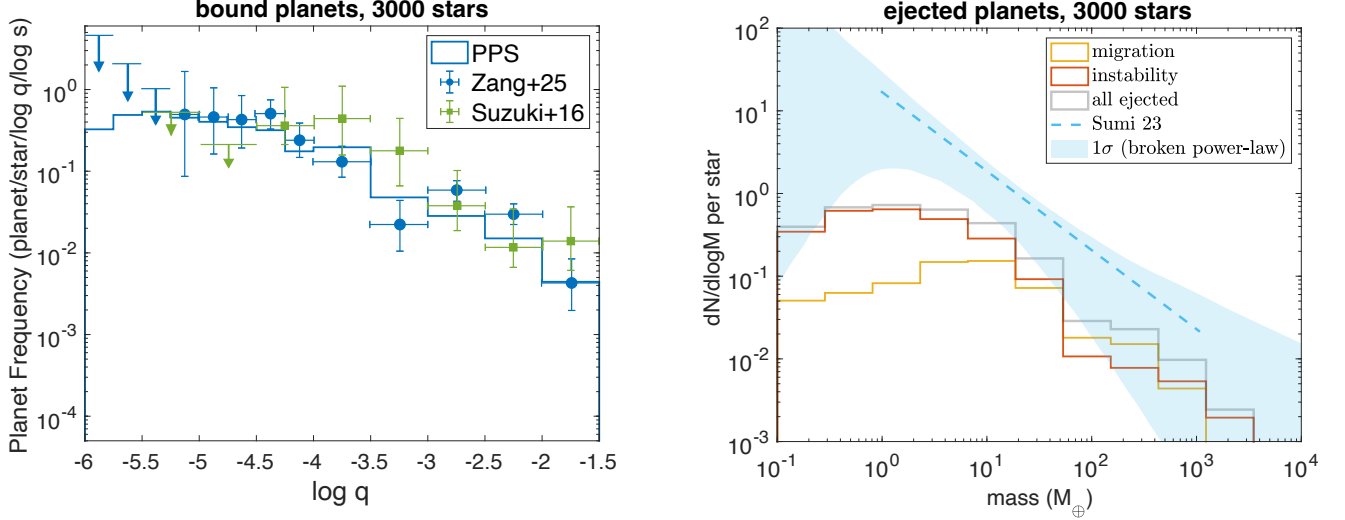 bound planets, 3000 stars
Planet Frequency (planet/star/log q/log s)
10^0
10^-1
10^-2
10^-3
10^-4
PPS
Zang+25
Suzuki+16
-6 -5.5 -5 -4.5 -4 -3.5 -3 -2.5 -2 -1.5
log q
ejected planets, 3000 stars
dN/dlogM per star
10^2
10^1
10^0
10^-1
10^-2
10^-3
migration
instability
all ejected
Sumi 23
1σ (broken power-law)
10^-1 10^0 10^1 10^2 10^3 10^4
mass (M⊕)